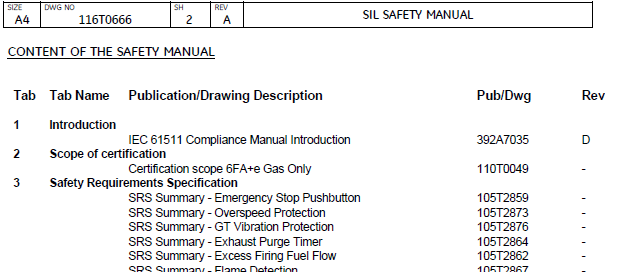 SIZE DWG NO SH REV
A4 116T0666 2 A SIL SAFETY MANUAL
CONTENT OF THE SAFETY MANUAL
Tab Tab Name Publication/Drawing Description Pub/Dwg Rev
1 Introduction
IEC 61511 Compliance Manual Introduction 392A7035 D
2 Scope of certification
Certification scope 6FA+e Gas Only 110T0049 -
3 Safety Requirements Specification
SRS Summary - Emergency Stop Pushbutton 105T2859 -
SRS Summary - Overspeed Protection 105T2873 -
SRS Summary - GT Vibration Protection 105T2876 -
SRS Summary - Exhaust Purge Timer 105T2864 -
SRS Summary - Excess Firing Fuel Flow 105T2862 -
SRS Summary - Flame Detection 105T2867 -